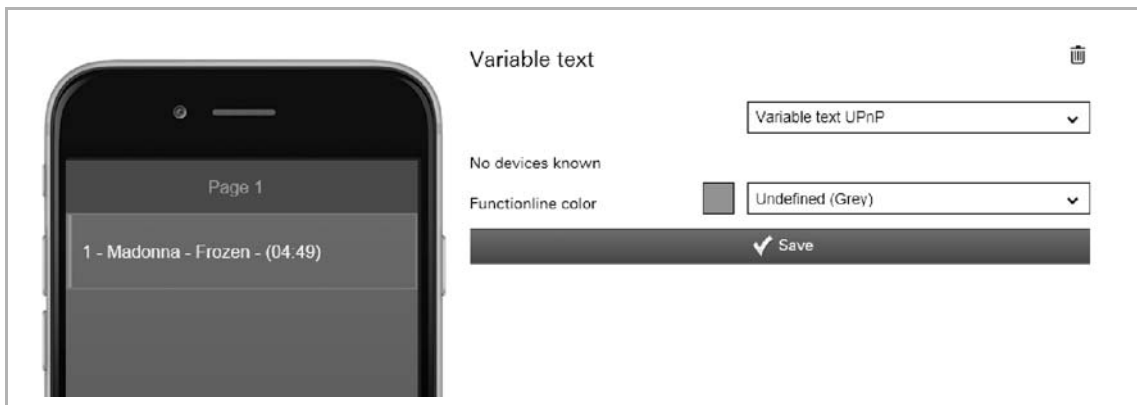 Variable text
Variable text UPnP
No devices known
Page 1
Functionline color
Undefined (Grey)
Save
1 - Madonna - Frozen - (04:49)